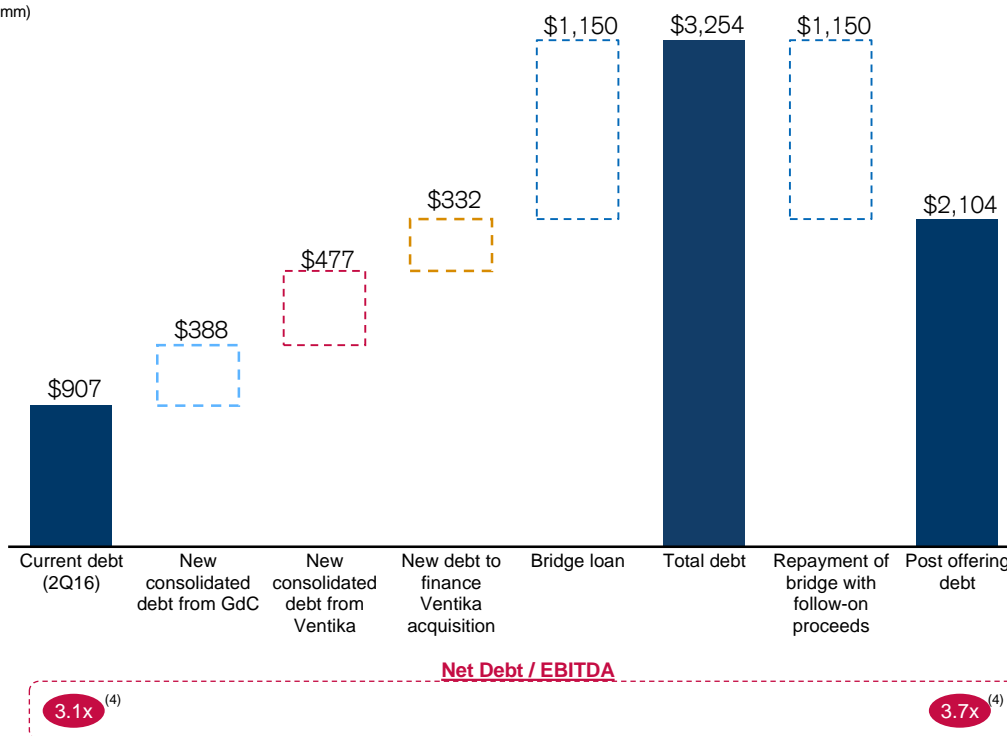 mm)
$1,150
$3,254
$1,150
$332
$2,104
$477
$388
$907
Current debt
(2Q16)
New
consolidated
debt from GdC
New
consolidated
debt from
Ventika
New debt to
finance
Ventika
acquisition
Bridge loan
Total debt
Repayment of
bridge with
follow-on
proceeds
Post offering
debt
Net Debt / EBITDA
3.1x (4)
3.7x (4)